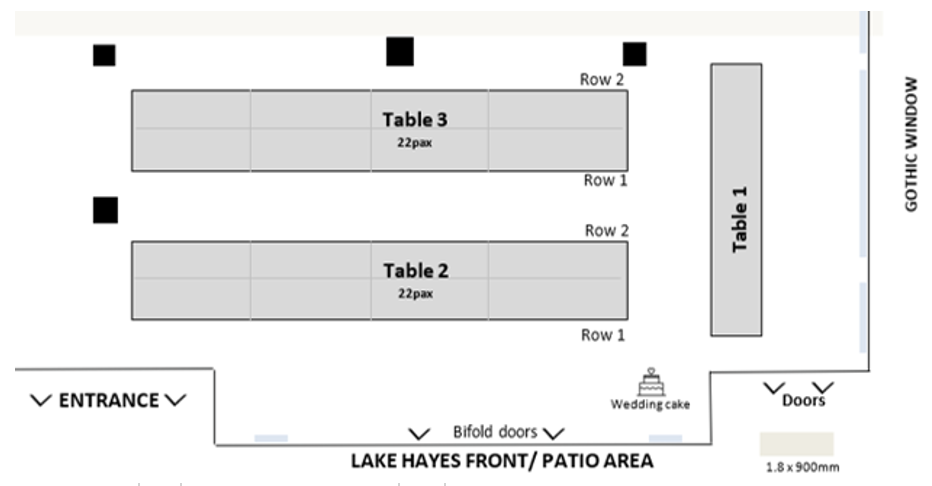 Row 2
Table 3
22pax
Row 1
Row 2
Table 2
22pax
Row 1
Table 1
GOTHIC WINDOW
ENTRANCE
Wedding cake
Doors
Bifold doors
LAKE HAYES FRONT/ PATIO AREA
1.8 x 900mm